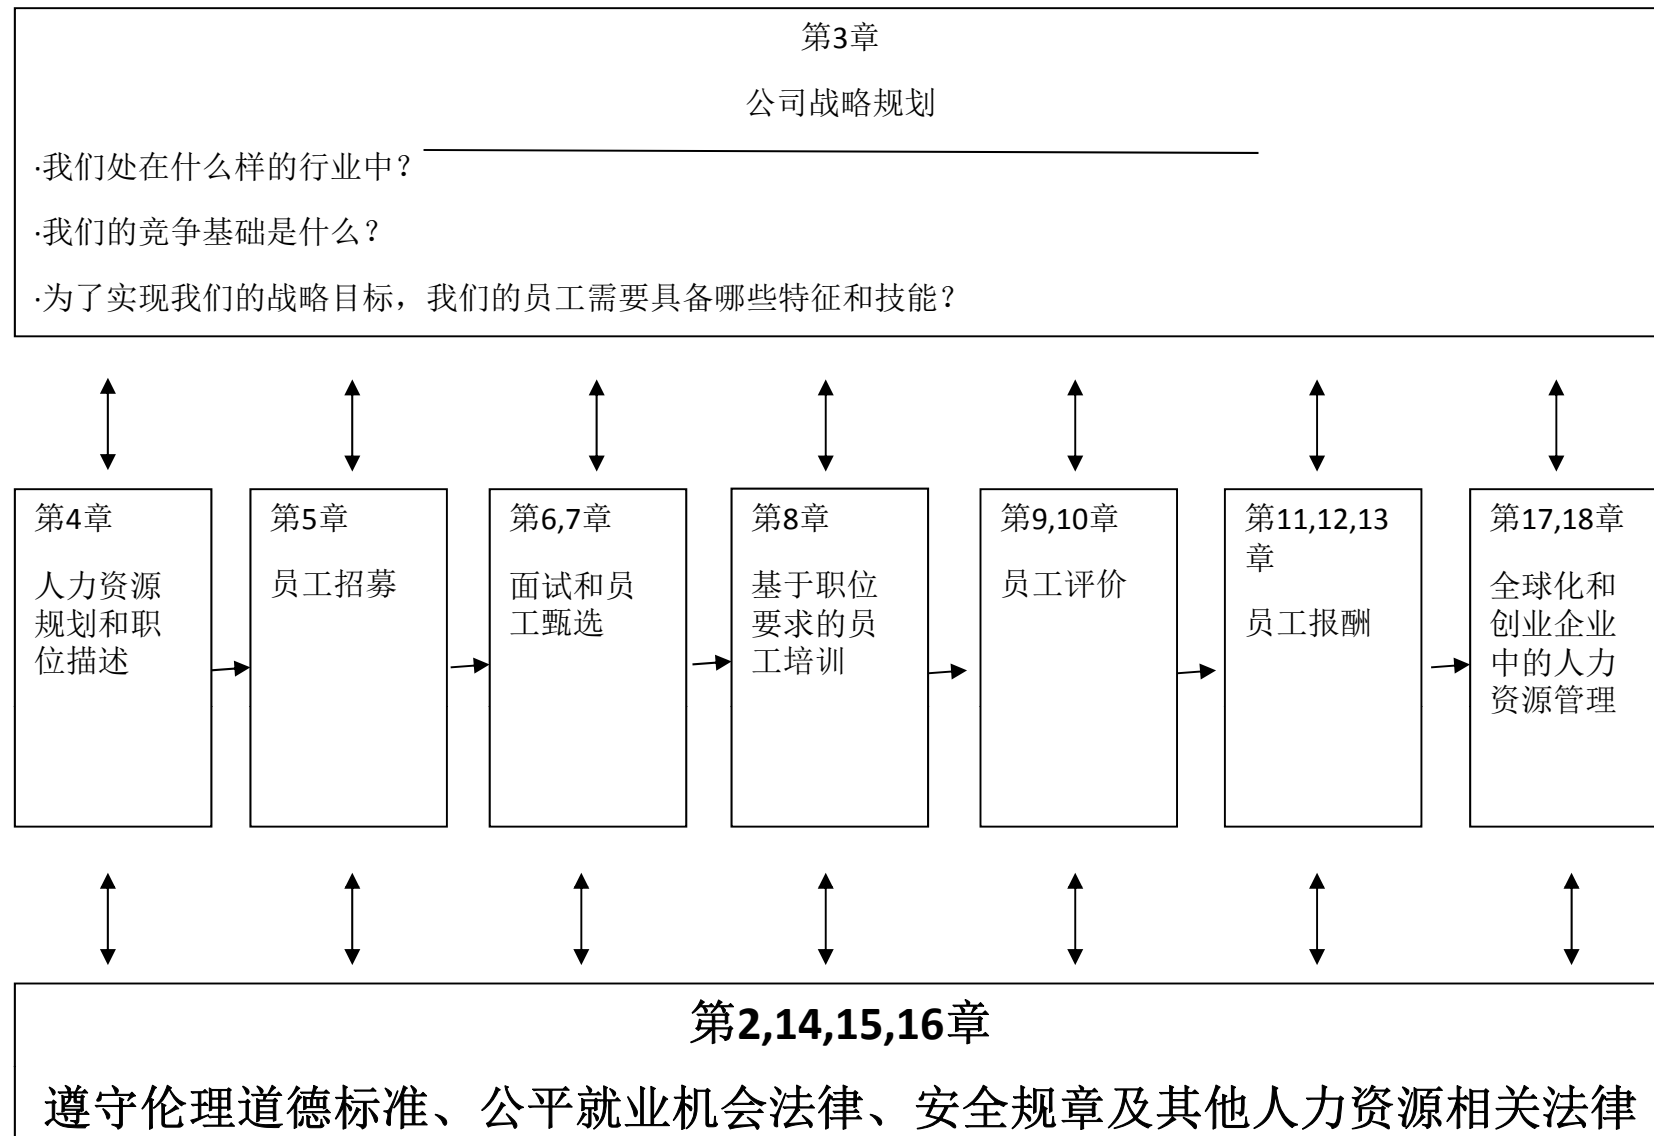 第3章
公司战略规划
·我们处在什么样的行业中？
·我们的竞争基础是什么？
·为了实现我们的战略目标，我们的员工需要具备哪些特征和技能？
第4章
人力资源
规划和职
位描述
第5章
员工招募
第6,7章
面试和员
工甄选
第8章
基于职位
要求的员
工培训
第9,10章
员工评价
第11,12,13
章
员工报酬
第17,18章
全球化和
创业企业
中的人力
资源管理
第2,14,15,16章
遵守伦理道德标准、公平就业机会法律、安全规章及其他人力资源相关法律